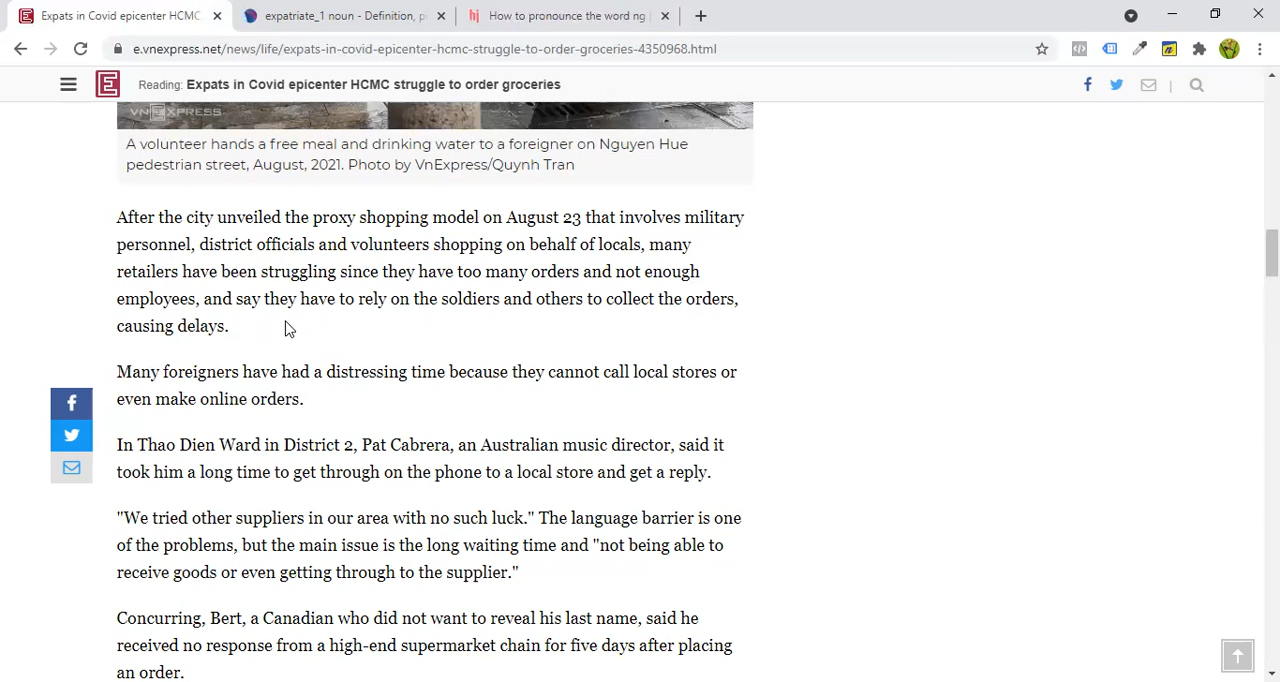 Expats in Covid epicenter HCMC
expatriate_1 noun - Definition, p
How to pronounce the word ng
e.vnexpress.net/news/life/expats-in-covid-epicenter-hcmc-struggle-to-order-groceries-4350968.html
Reading: Expats in Covid epicenter HCMC struggle to order groceries
VNEXPRESS
A volunteer hands a free meal and drinking water to a foreigner on Nguyen Hue
pedestrian street, August, 2021. Photo by VnExpress/Quynh Tran
After the city unveiled the proxy shopping model on August 23 that involves military
personnel, district officials and volunteers shopping on behalf of locals, many
retailers have been struggling since they have too many orders and not enough
employees, and say they have to rely on the soldiers and others to collect the orders,
causing delays.
Many foreigners have had a distressing time because they cannot call local stores or
even make online orders.
In Thao Dien Ward in District 2, Pat Cabrera, an Australian music director, said it
took him a long time to get through on the phone to a local store and get a reply.
"We tried other suppliers in our area with no such luck." The language barrier is one
of the problems, but the main issue is the long waiting time and "not being able to
receive goods or even getting through to the supplier."
Concurring, Bert, a Canadian who did not want to reveal his last name, said he
received no response from a high-end supermarket chain for five days after placing
an order.